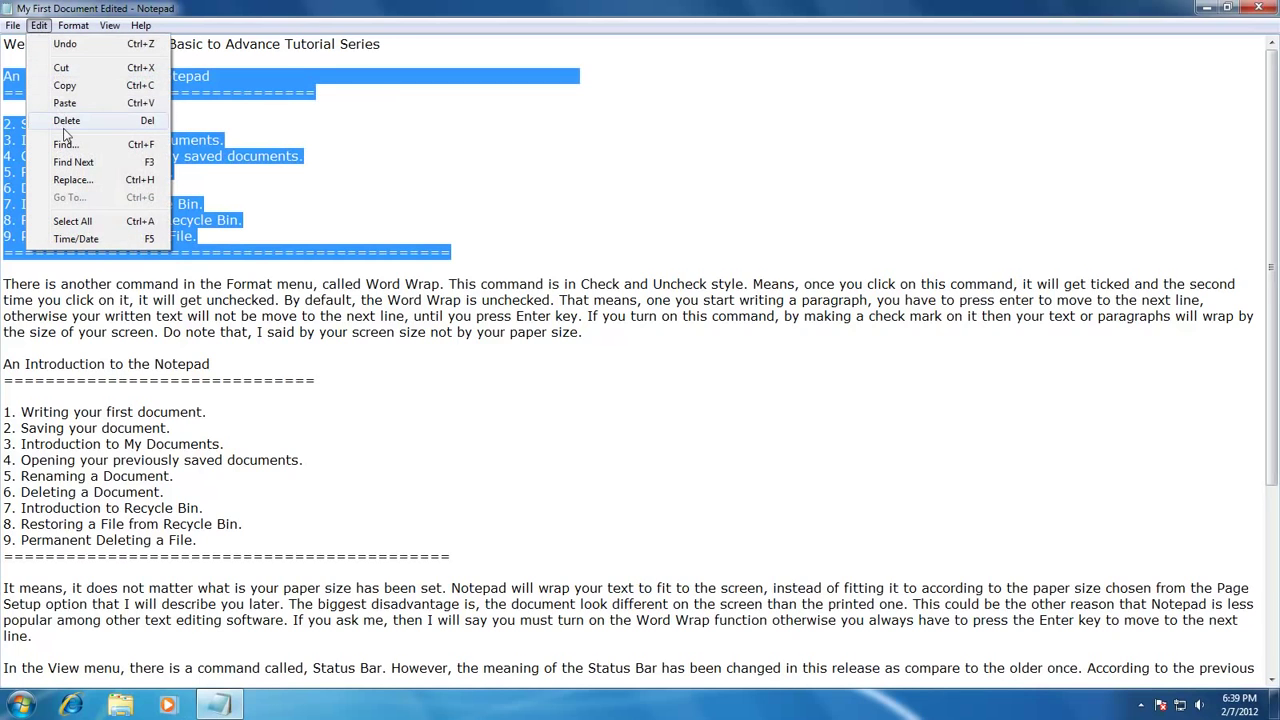 My First Document Edited - Notepad
File Edit Format View Help
We Basic to Advance Tutorial Series
Undo Ctrl+Z
Cut Ctrl+X
Copy Ctrl+C
Paste Ctrl+V
Delete Del
Find... Ctrl+F
Find Next F3
Replace... Ctrl+H
Go To... Ctrl+G
Select All Ctrl+A
Time/Date F5
An tepad
==============================
2. S
3. I uments.
4. y saved documents.
5.
6.
7. I Bin.
8. ecycle Bin.
9. File.
===========================================
There is another command in the Format menu, called Word Wrap. This command is in Check and Uncheck style. Means, once you click on this command, it will get ticked and the second
time you click on it, it will get unchecked. By default, the Word Wrap is unchecked. That means, one you start writing a paragraph, you have to press enter to move to the next line,
otherwise your written text will not be move to the next line, until you press Enter key. If you turn on this command, by making a check mark on it then your text or paragraphs will wrap by
the size of your screen. Do note that, I said by your screen size not by your paper size.
An Introduction to the Notepad
==============================
1. Writing your first document.
2. Saving your document.
3. Introduction to My Documents.
4. Opening your previously saved documents.
5. Renaming a Document.
6. Deleting a Document.
7. Introduction to Recycle Bin.
8. Restoring a File from Recycle Bin.
9. Permanent Deleting a File.
===========================================
It means, it does not matter what is your paper size has been set. Notepad will wrap your text to fit to the screen, instead of fitting it to according to the paper size chosen from the Page
Setup option that I will describe you later. The biggest disadvantage is, the document look different on the screen than the printed one. This could be the other reason that Notepad is less
popular among other text editing software. If you ask me, then I will say you must turn on the Word Wrap function otherwise you always have to press the Enter key to move to the next
line.
In the View menu, there is a command called, Status Bar. However, the meaning of the Status Bar has been changed in this release as compare to the older once. According to the previous
6:39 PM
2/7/2012